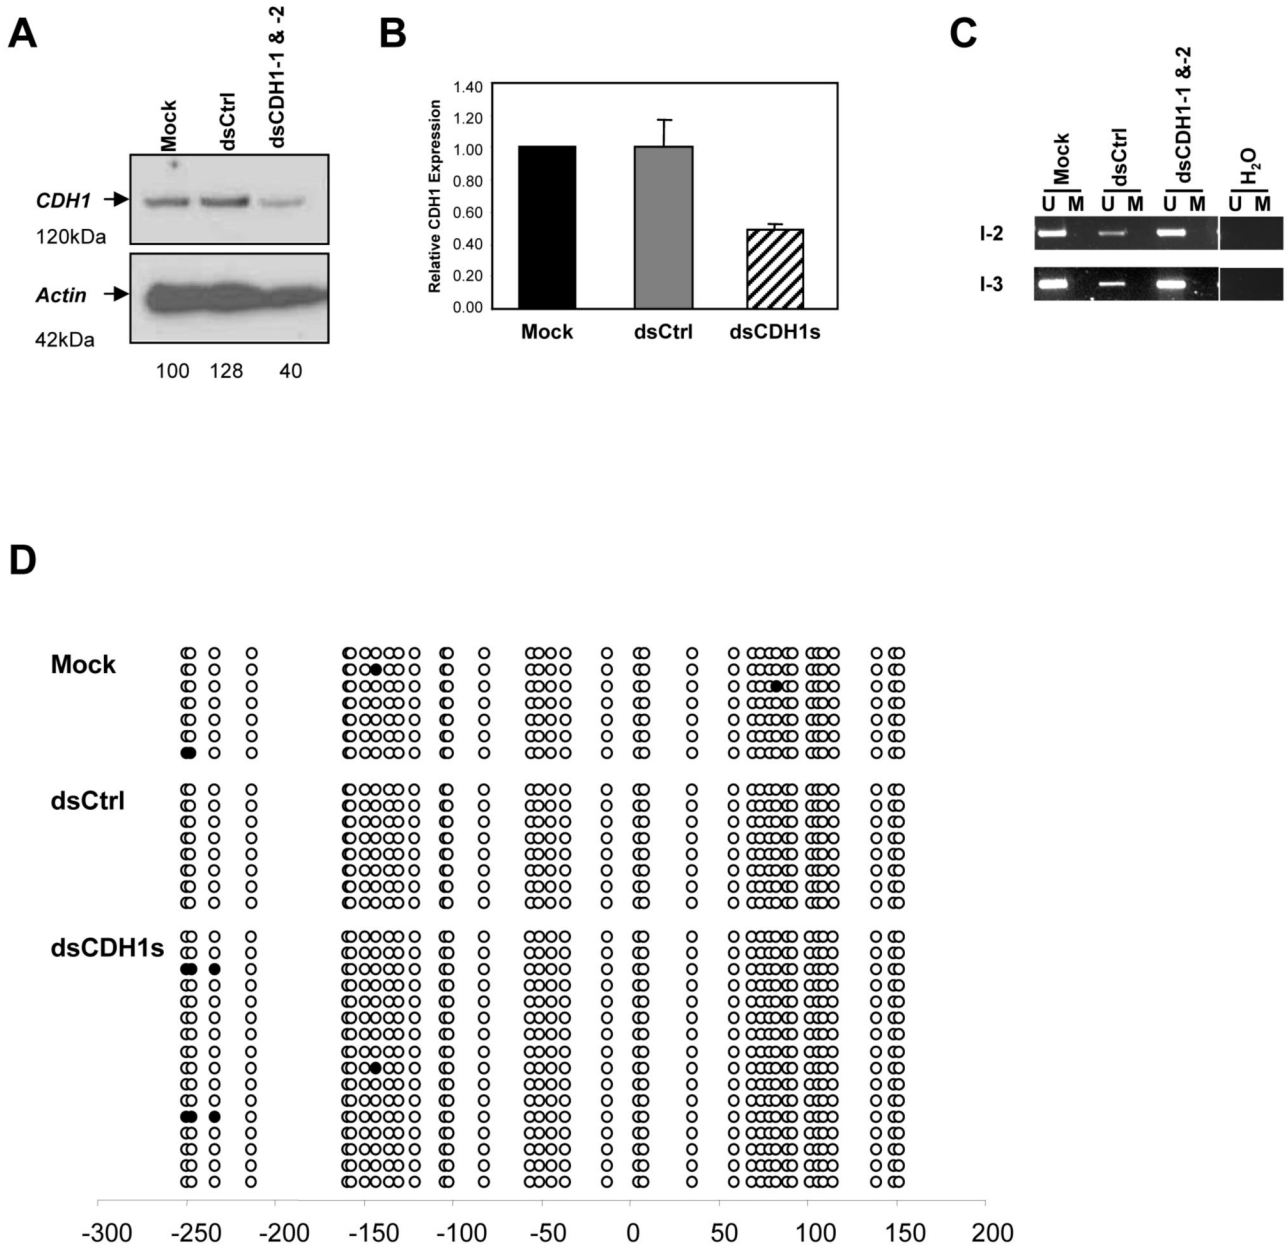 A
Mock
dsCtrl
dsCDH1-1 & -2
CDH1
120kDa
Actin
42kDa
100 128 40
B
Relative CDH1 Expression
1.40
1.20
1.00
0.80
0.60
0.40
0.20
0.00
Mock dsCtrl dsCDH1s
C
Mock
dsCtrl
dsCDH1-1 &-2
H₂O
U M U M U M U M
I-2
I-3
D
Mock
dsCtrl
dsCDH1s
-300 -250 -200 -150 -100 -50 0 50 100 150 200